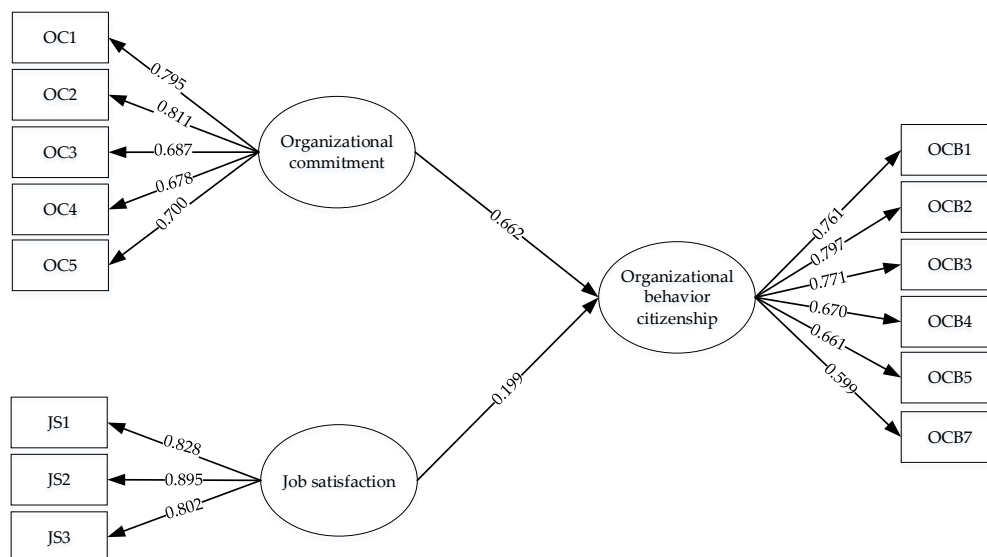 OC1
OC2
OC3
OC4
OC5
0.795
0.811
0.687
0.678
0.700
Organizational
commitment
0.662
JS1
JS2
JS3
0.828
0.895
0.802
Job satisfaction
0.199
Organizational
behavior
citizenship
0.761
0.797
0.771
0.670
0.661
0.599
OCB1
OCB2
OCB3
OCB4
OCB5
OCB7